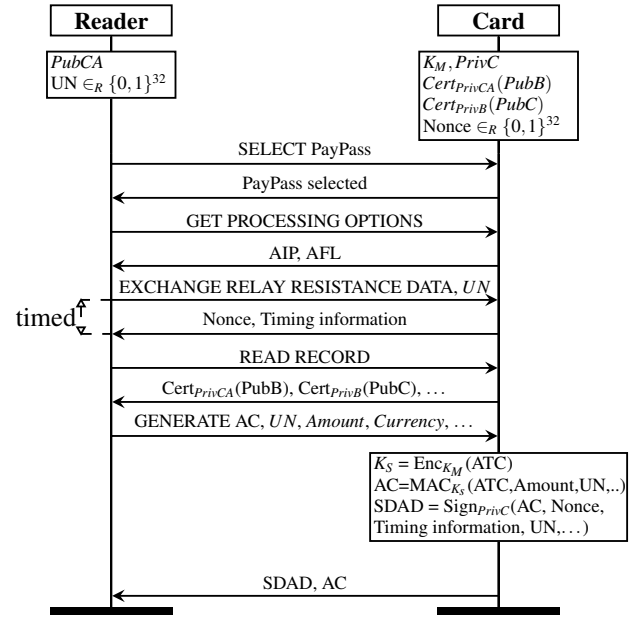 Reader
Card
PubCA
UN ∈R {0,1}^32
K_M, PrivC
Cert_PrivCA(PubB)
Cert_PrivB(PubC)
Nonce ∈R {0,1}^32
SELECT PayPass
PayPass selected
GET PROCESSING OPTIONS
AIP, AFL
EXCHANGE RELAY RESISTANCE DATA, UN
timed
Nonce, Timing information
READ RECORD
Cert_PrivCA(PubB), Cert_PrivB(PubC), ...
GENERATE AC, UN, Amount, Currency, ...
K_S = Enc_K_M(ATC)
AC=MAC_K_S(ATC,Amount,UN,..)
SDAD = Sign_PrivC(AC, Nonce,
Timing information, UN,...)
SDAD, AC